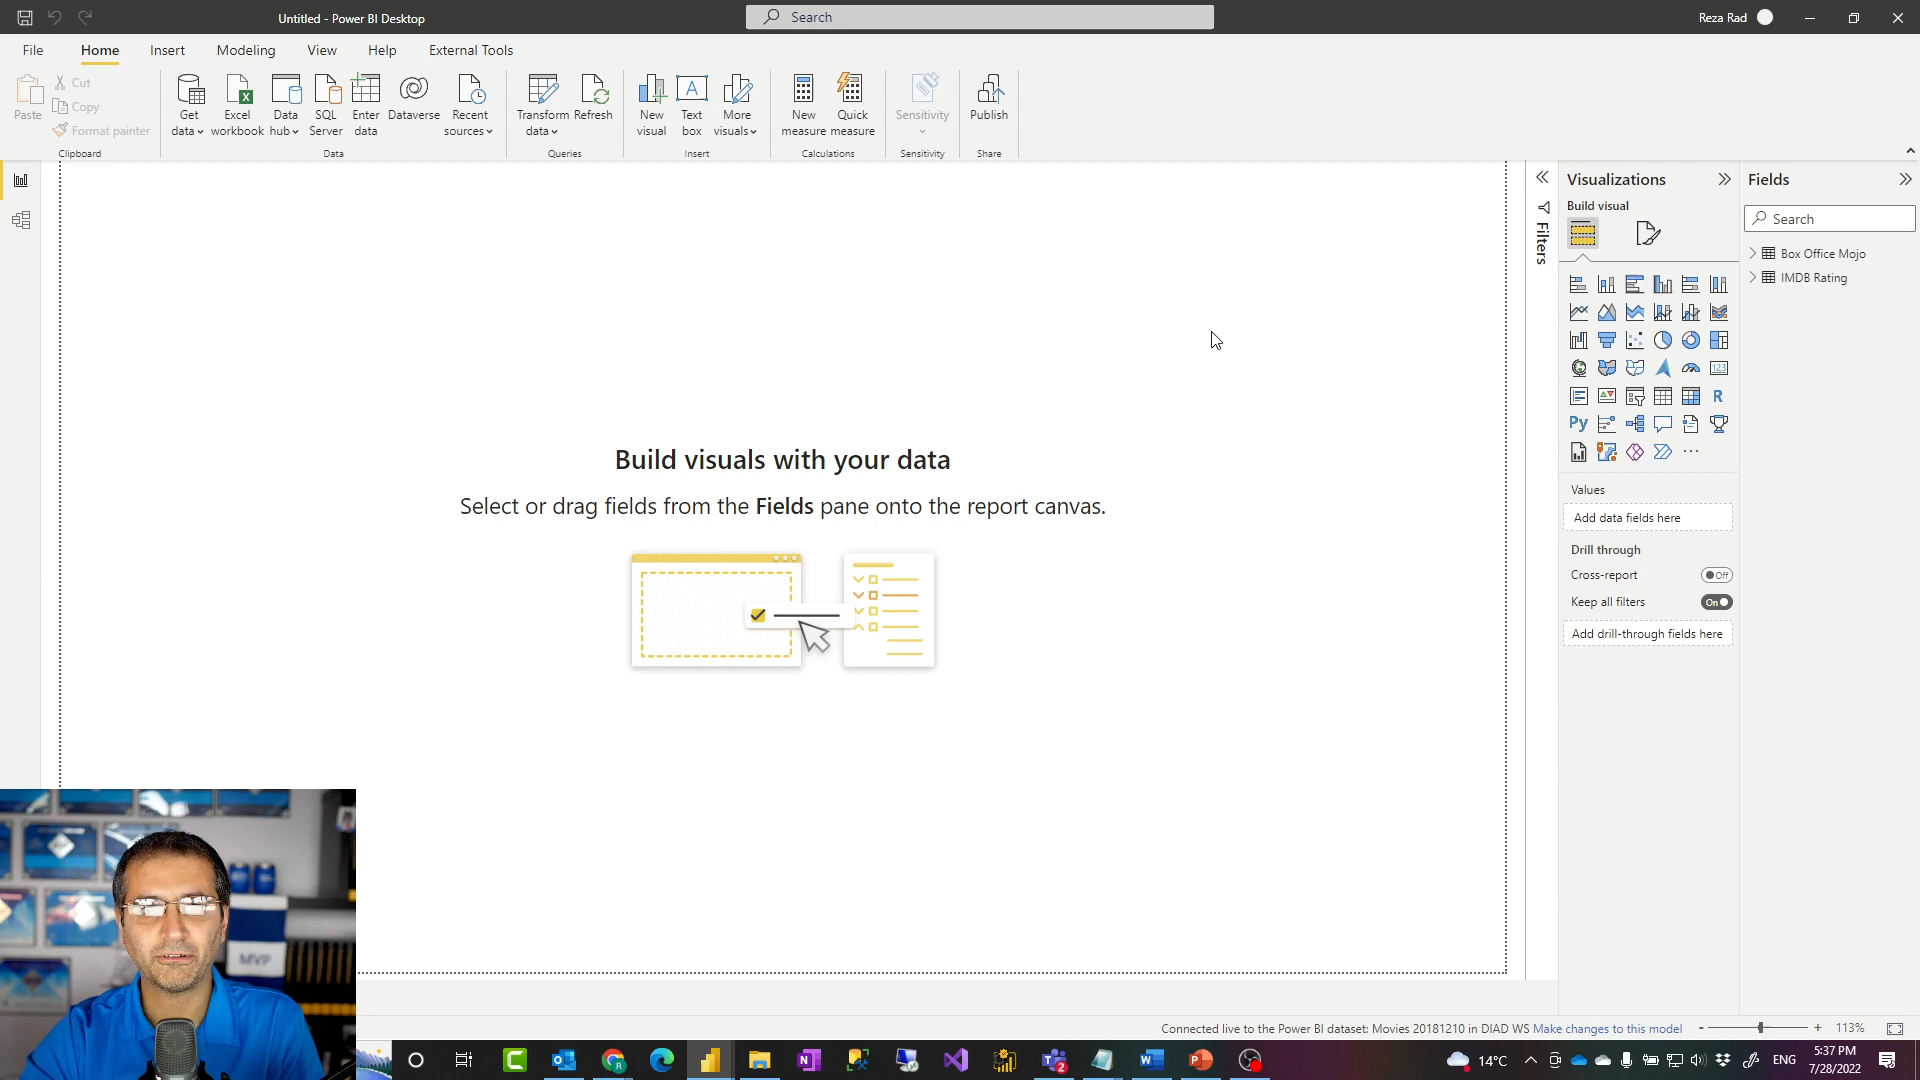 Untitled - Power BI Desktop
Search
Reza Rad
File
Home
Insert
Modeling
View
Help
External Tools
Paste
Cut
Copy
Format painter
Get data
Excel workbook
Data hub
SQL Server
Enter data
Dataverse
Recent sources
Transform data
Refresh
New visual
Text box
More visuals
New measure
Quick measure
Sensitivity
Publish
Clipboard
Data
Queries
Insert
Calculations
Sensitivity
Share
Visualizations
Build visual
Filters
Fields
Search
Box Office Mojo
IMDB Rating
123
R
Py
Values
Add data fields here
Drill through
Cross-report
Off
Keep all filters
On
Add drill-through fields here
Build visuals with your data
Select or drag fields from the Fields pane onto the report canvas.
MVP
Connected live to the Power BI dataset: Movies 20181210 in DIAD WS Make changes to this model
- + 113%
14°C
ENG
5:37 PM
7/28/2022